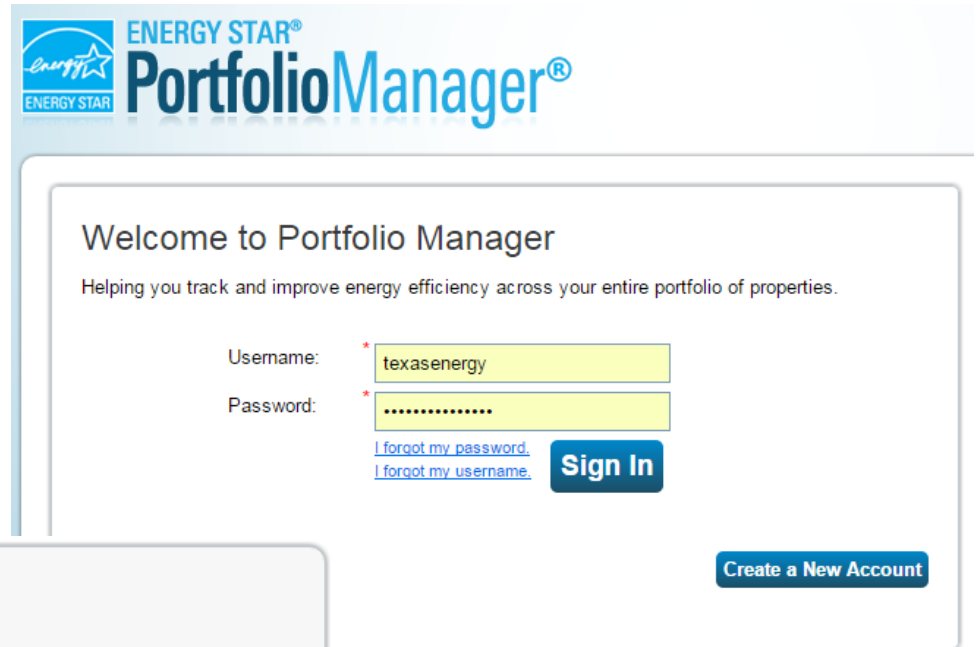 ENERGY STAR®
energy
ENERGY STAR
PortfolioManager®
Welcome to Portfolio Manager
Helping you track and improve energy efficiency across your entire portfolio of properties.
Username: * texasenergy
Password: * •••••••••••••••
I forgot my password.
I forgot my username.
Sign In
Create a New Account